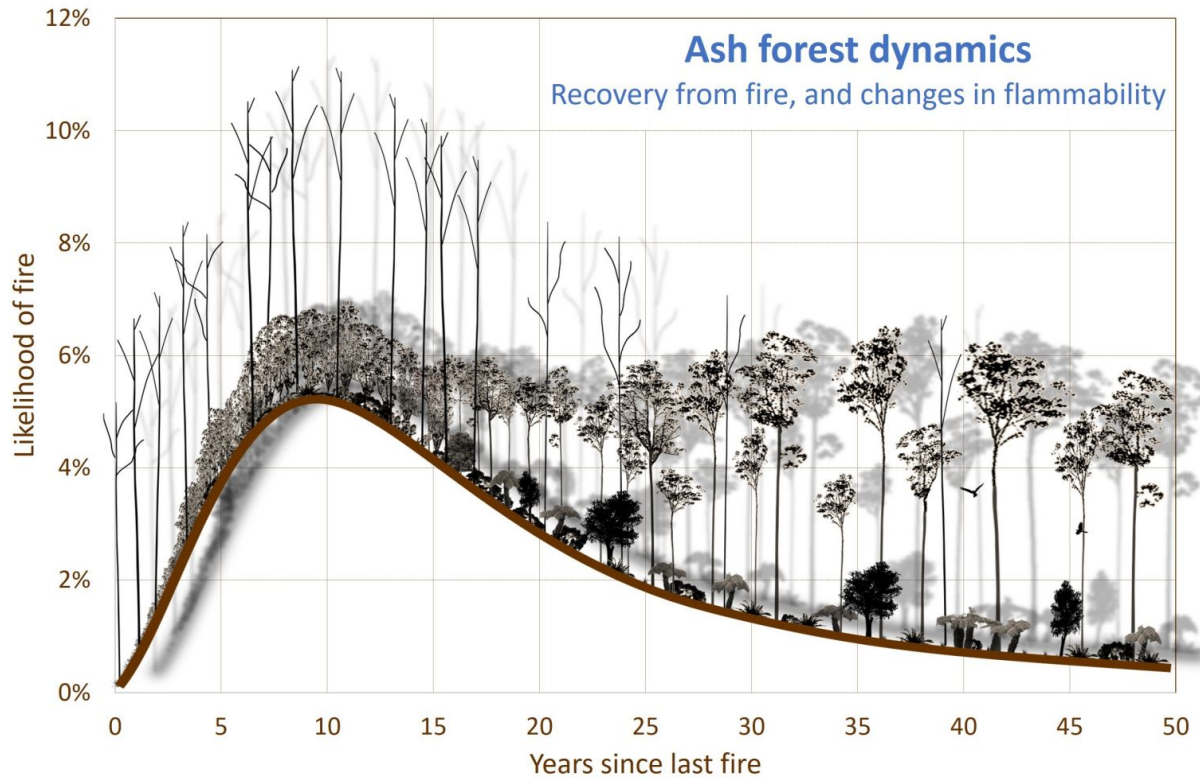 Ash forest dynamics
Recovery from fire, and changes in flammability
Likelihood of fire
12%
10%
8%
6%
4%
2%
0%
0 5 10 15 20 25 30 35 40 45 50
Years since last fire